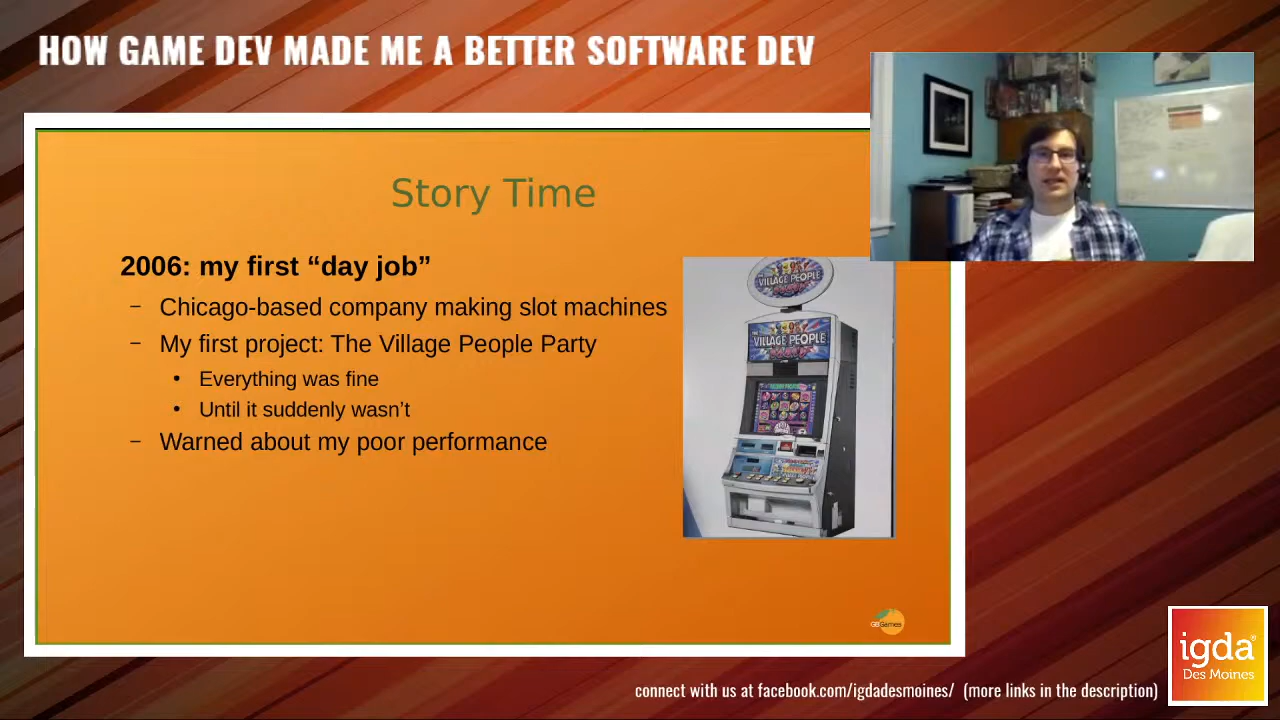 HOW GAME DEV MADE ME A BETTER SOFTWARE DEV
Story Time
2006: my first “day job”
– Chicago-based company making slot machines
– My first project: The Village People Party
• Everything was fine
• Until it suddenly wasn’t
– Warned about my poor performance
VILLAGE PEOPLE
VILLAGE PEOPLE
GBGames
igda
Des Moines
connect with us at facebook.com/igdadesmoines/ (more links in the description)